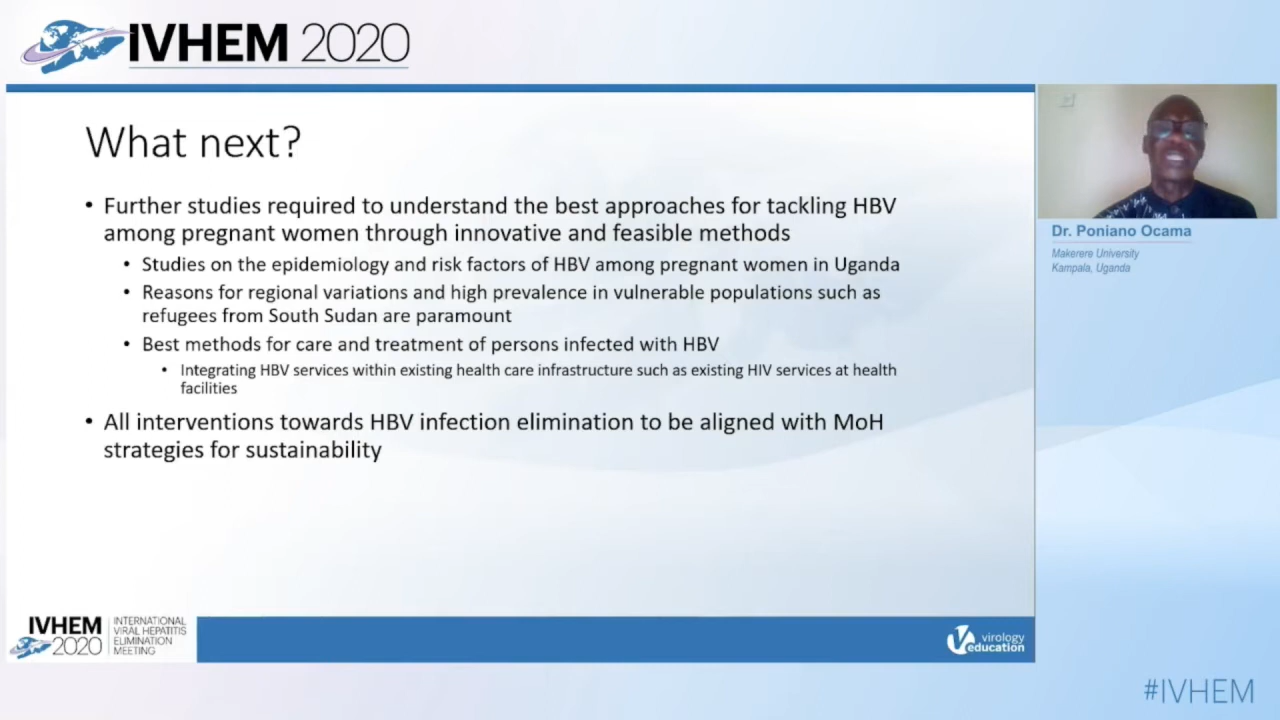 IVHEM 2020
What next?
• Further studies required to understand the best approaches for tackling HBV
among pregnant women through innovative and feasible methods
• Studies on the epidemiology and risk factors of HBV among pregnant women in Uganda
• Reasons for regional variations and high prevalence in vulnerable populations such as
refugees from South Sudan are paramount
• Best methods for care and treatment of persons infected with HBV
• Integrating HBV services within existing health care infrastructure such as existing HIV services at health
facilities
• All interventions towards HBV infection elimination to be aligned with MoH
strategies for sustainability
Dr. Poniano Ocama
Makerere University
Kampala, Uganda
IVHEM
2020
INTERNATIONAL
VIRAL HEPATITIS
ELIMINATION
MEETING
virology
education
#IVHEM